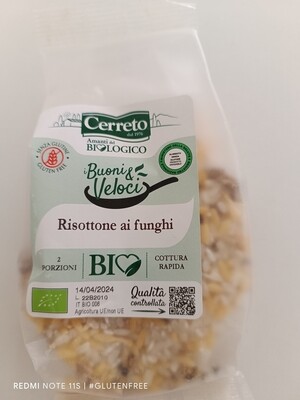 Cerreto
dal 1976
Amanti del
BIOLOGICO
SENZA GLUTINE
GLUTEN FREE
i Buoni &
Veloci
Risottone ai funghi
2
PORZIONI
BIO
COTTURA
RAPIDA
14/04/2024
L. 22B2010
IT BIO 008
Agricoltura UE/non UE
Qualità
controllata
REDMI NOTE 11S | #GLUTENFREE